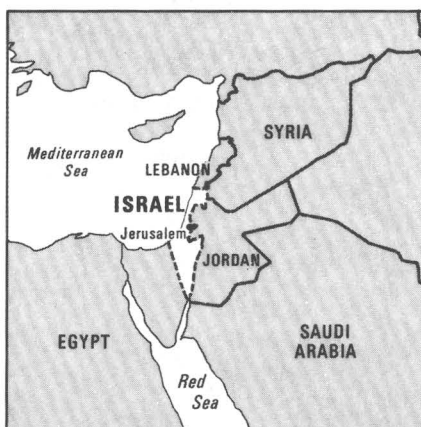 SYRIA
Mediterranean
Sea
LEBANON
ISRAEL
Jerusalem
JORDAN
EGYPT
SAUDI
ARABIA
Red
Sea